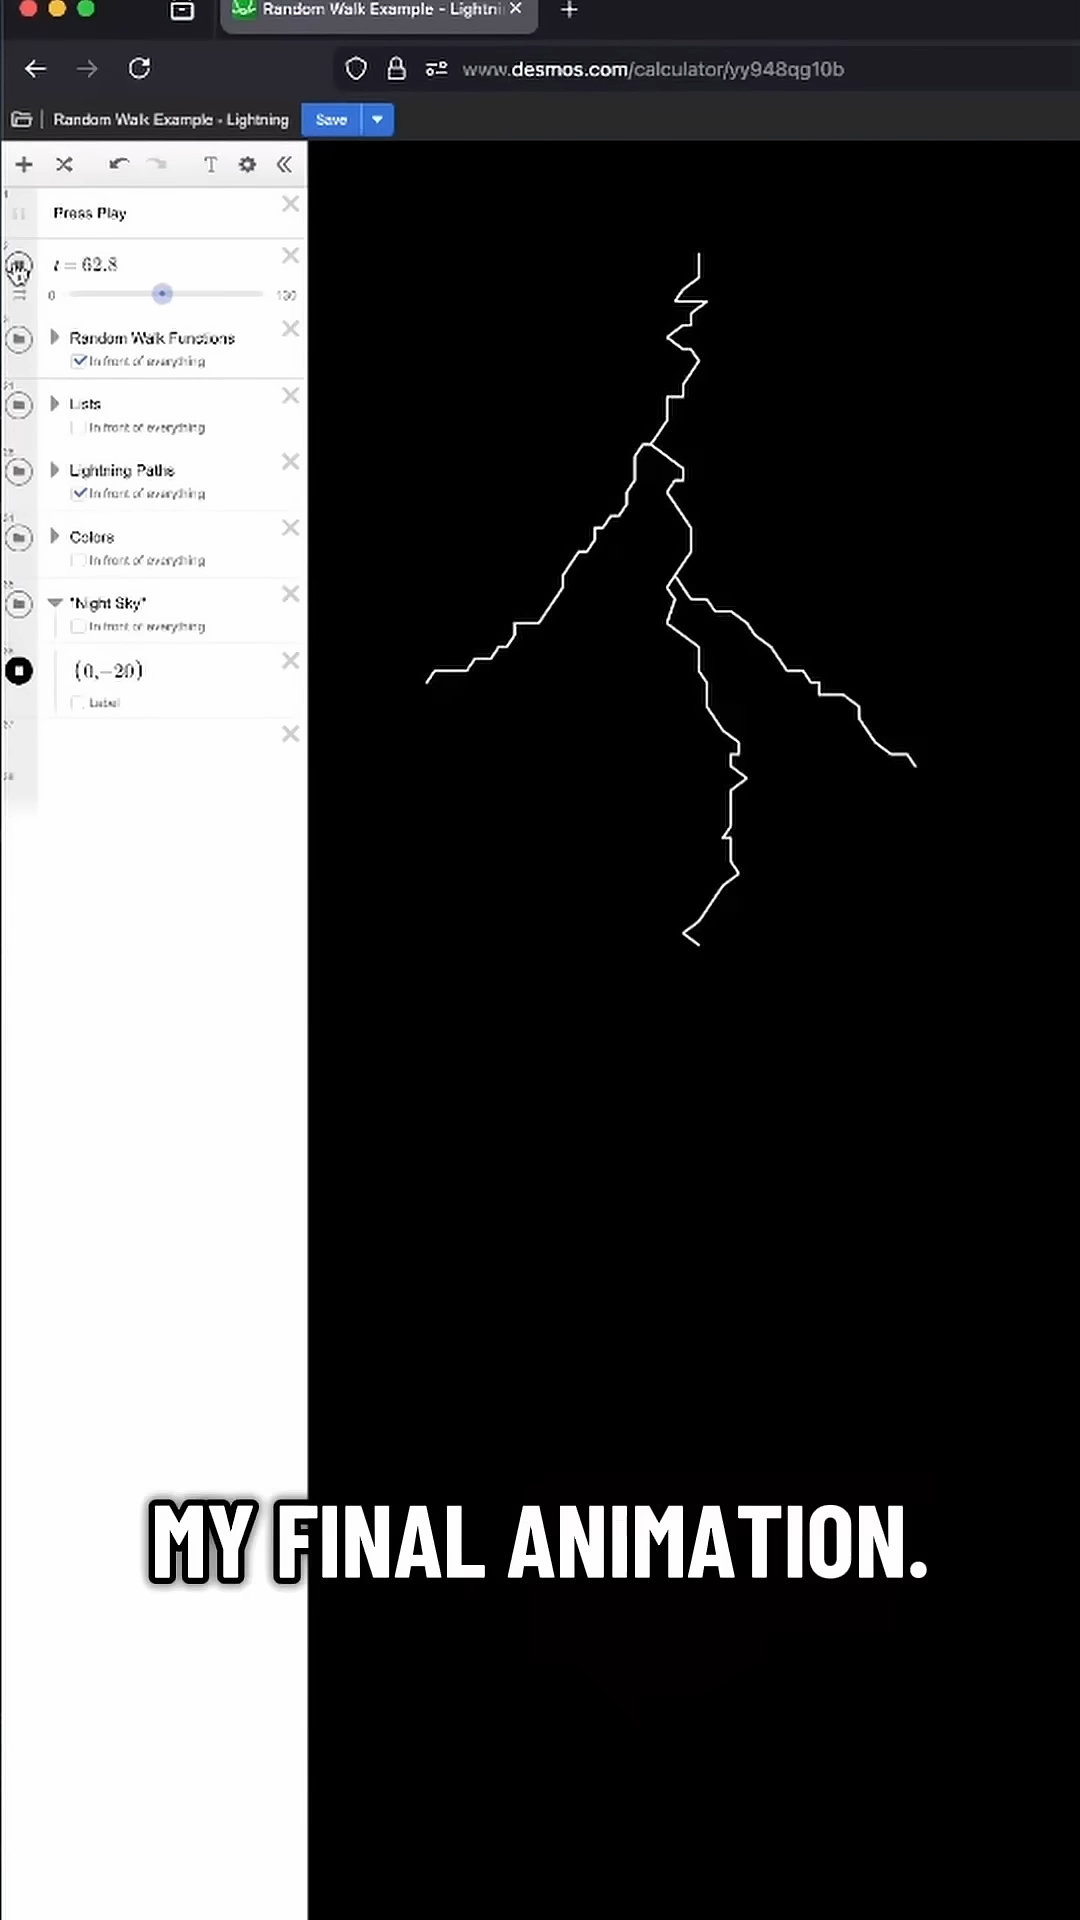 Random Walk Example - Lightni
www.desmos.com/calculator/yy948qg10b
Random Walk Example - Lightning
Save
Press Play
t = 62.8
0
Random Walk Functions
In front of everything
Lists
In front of everything
Lightning Paths
In front of everything
Colors
In front of everything
"Night Sky"
In front of everything
(0,−20)
Label
MY FINAL ANIMATION.